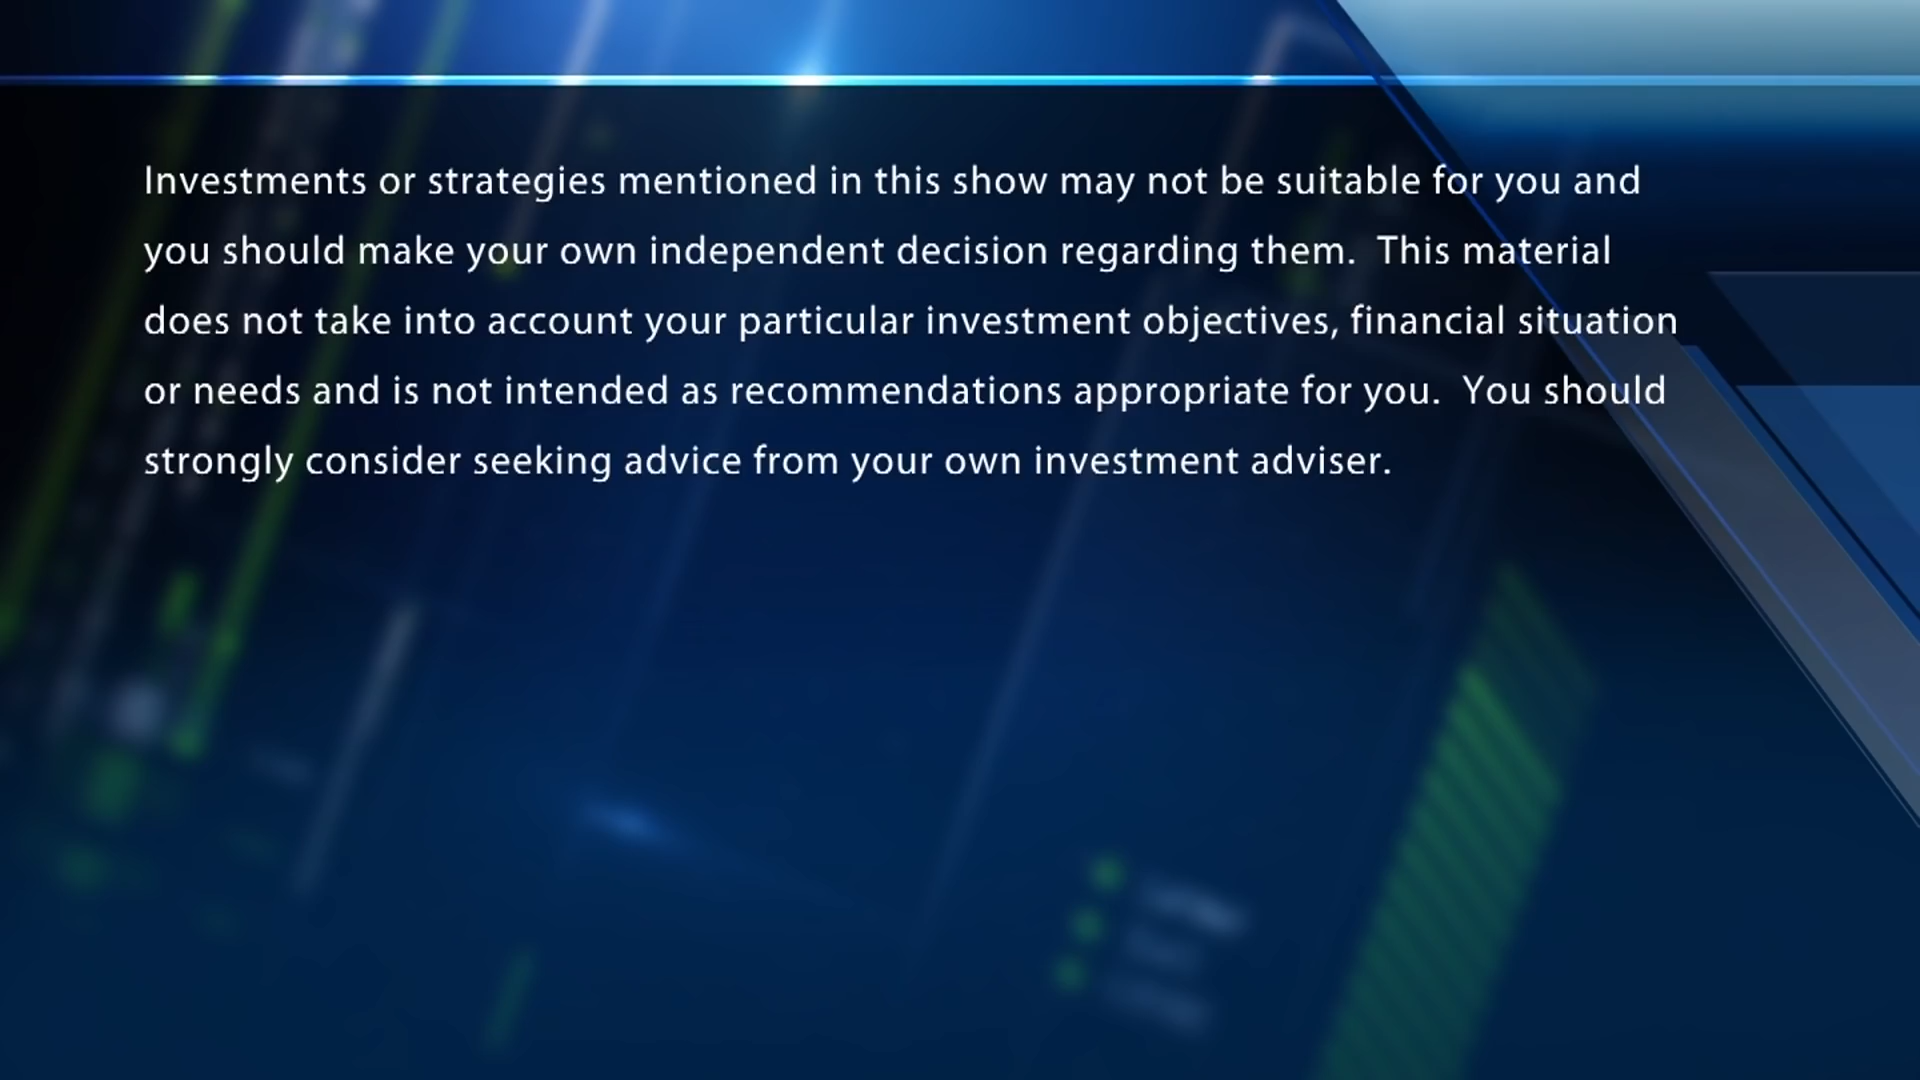 Investments or strategies mentioned in this show may not be suitable for you and
you should make your own independent decision regarding them.  This material
does not take into account your particular investment objectives, financial situation
or needs and is not intended as recommendations appropriate for you.  You should
strongly consider seeking advice from your own investment adviser.